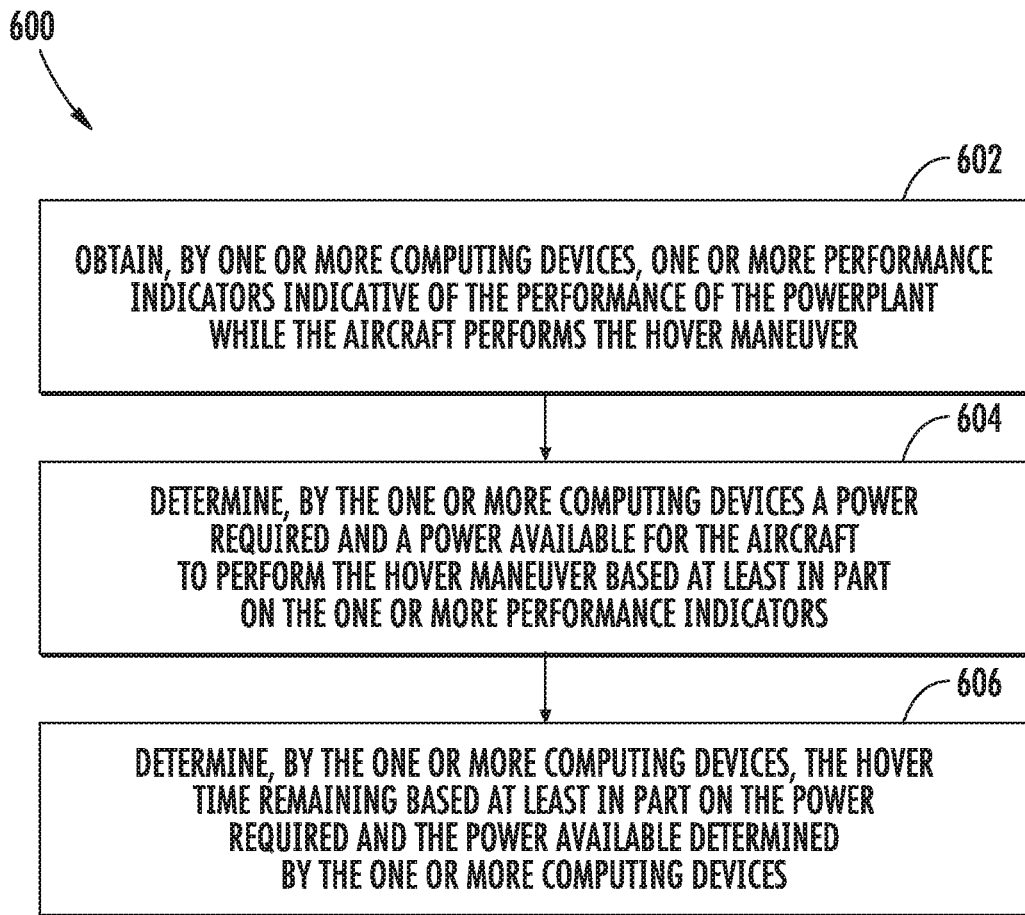 600
602
OBTAIN, BY ONE OR MORE COMPUTING DEVICES, ONE OR MORE PERFORMANCE
INDICATORS INDICATIVE OF THE PERFORMANCE OF THE POWERPLANT
WHILE THE AIRCRAFT PERFORMS THE HOVER MANEUVER
604
DETERMINE, BY THE ONE OR MORE COMPUTING DEVICES A POWER
REQUIRED AND A POWER AVAILABLE FOR THE AIRCRAFT
TO PERFORM THE HOVER MANEUVER BASED AT LEAST IN PART
ON THE ONE OR MORE PERFORMANCE INDICATORS
606
DETERMINE, BY THE ONE OR MORE COMPUTING DEVICES, THE HOVER
TIME REMAINING BASED AT LEAST IN PART ON THE POWER
REQUIRED AND THE POWER AVAILABLE DETERMINED
BY THE ONE OR MORE COMPUTING DEVICES